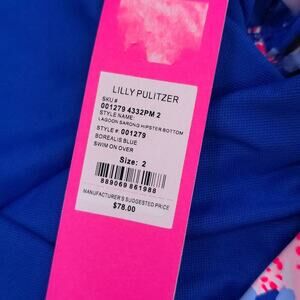 LILLY PULITZER
SKU #
001279 4332PM 2
STYLE NAME:
LAGOON SARONG HIPSTER BOTTOM
STYLE #: 001279
BOREALIS BLUE
SWIM ON OVER
Size: 2
889069 861988
MANUFACTURER'S SUGGESTED PRICE
$78.00